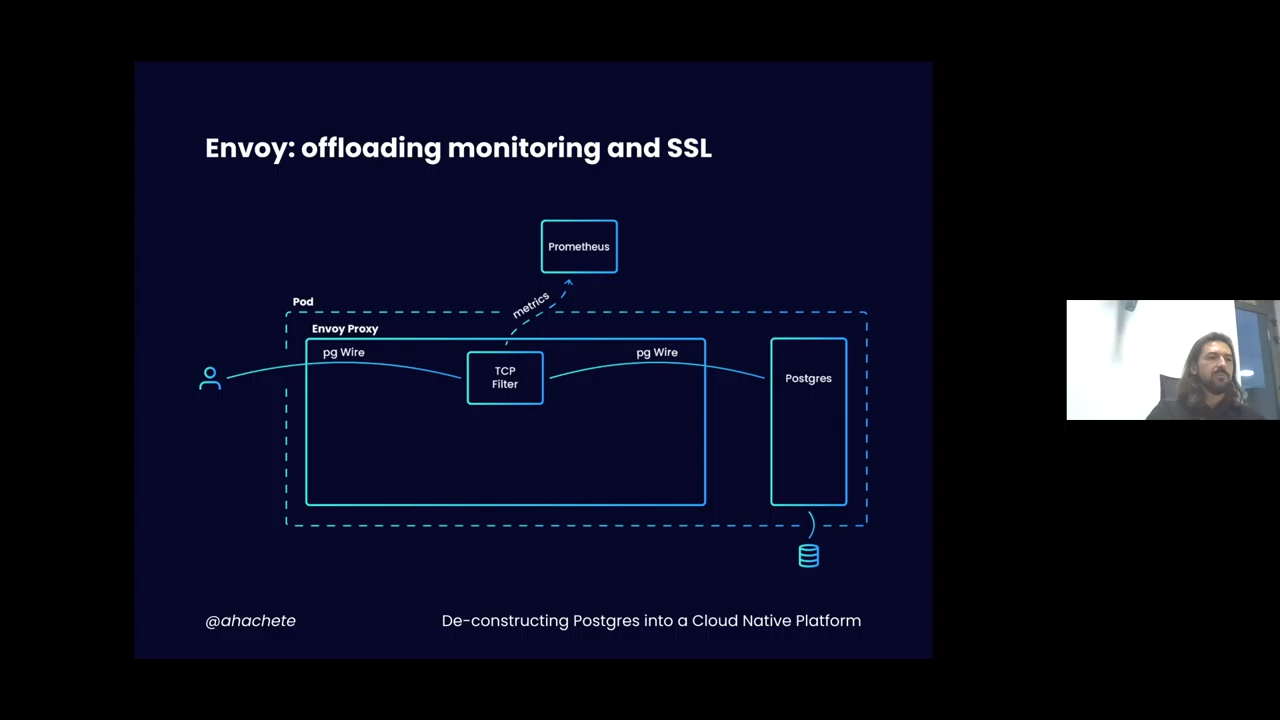 Envoy: offloading monitoring and SSL
Prometheus
metrics
Pod
Envoy Proxy
pg Wire
TCP
Filter
pg Wire
Postgres
@ahachete
De-constructing Postgres into a Cloud Native Platform